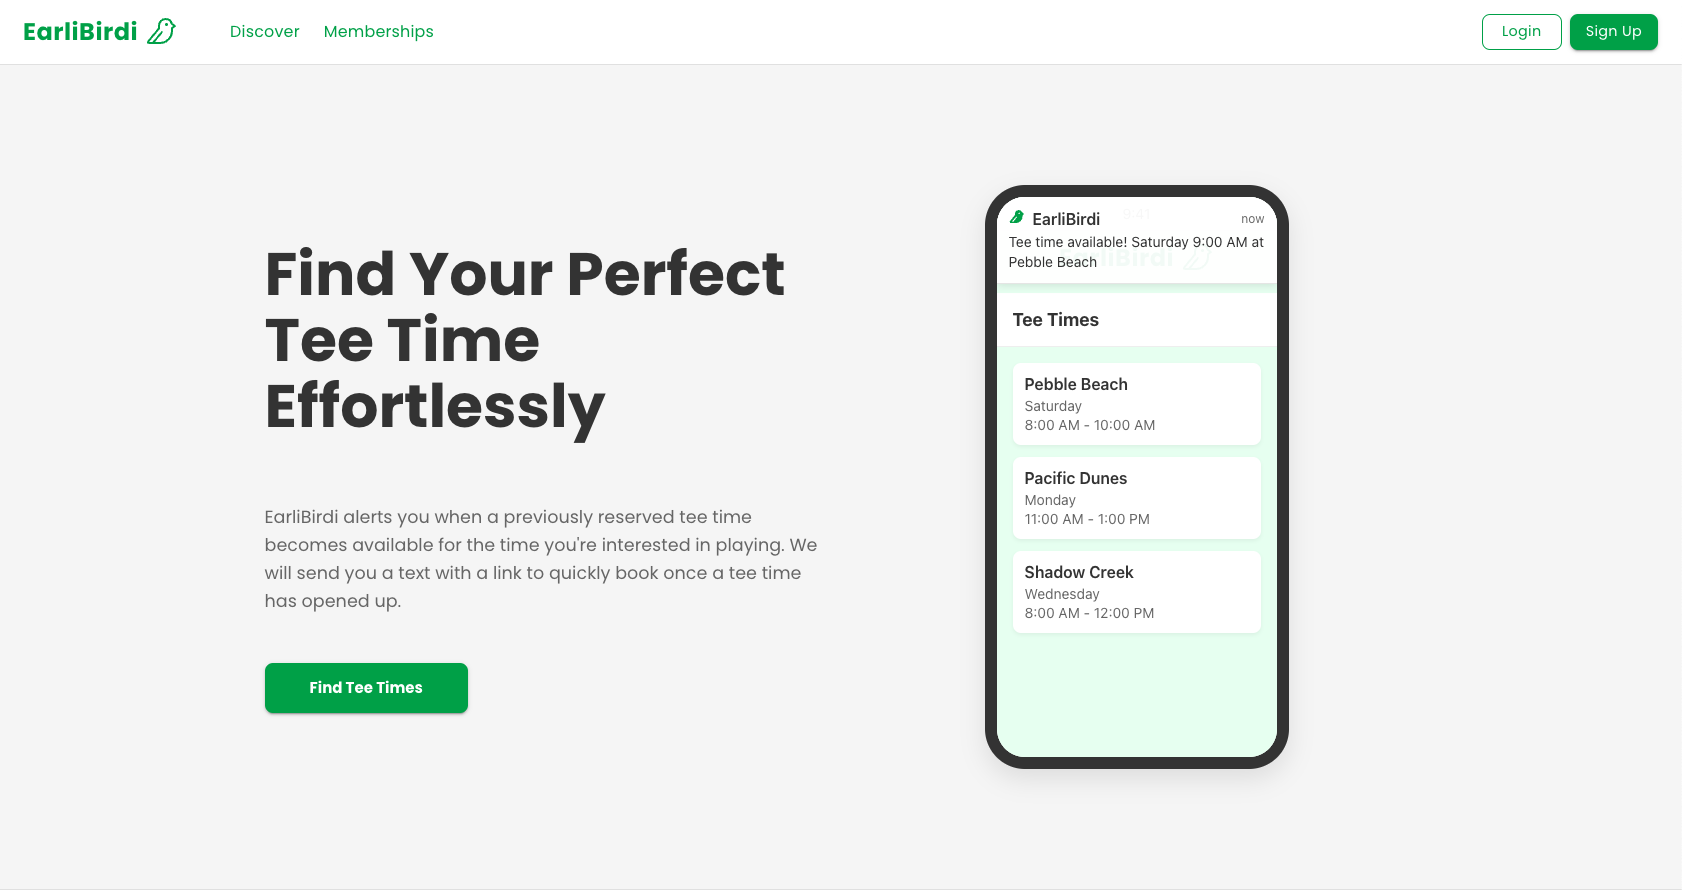 EarliBirdi
Discover
Memberships
Login
Sign Up
Find Your Perfect
Tee Time
Effortlessly
EarliBirdi alerts you when a previously reserved tee time
becomes available for the time you're interested in playing. We
will send you a text with a link to quickly book once a tee time
has opened up.
Find Tee Times
9:41
EarliBirdi
now
Tee time available! Saturday 9:00 AM at
Pebble Beach
Tee Times
Pebble Beach
Saturday
8:00 AM - 10:00 AM
Pacific Dunes
Monday
11:00 AM - 1:00 PM
Shadow Creek
Wednesday
8:00 AM - 12:00 PM